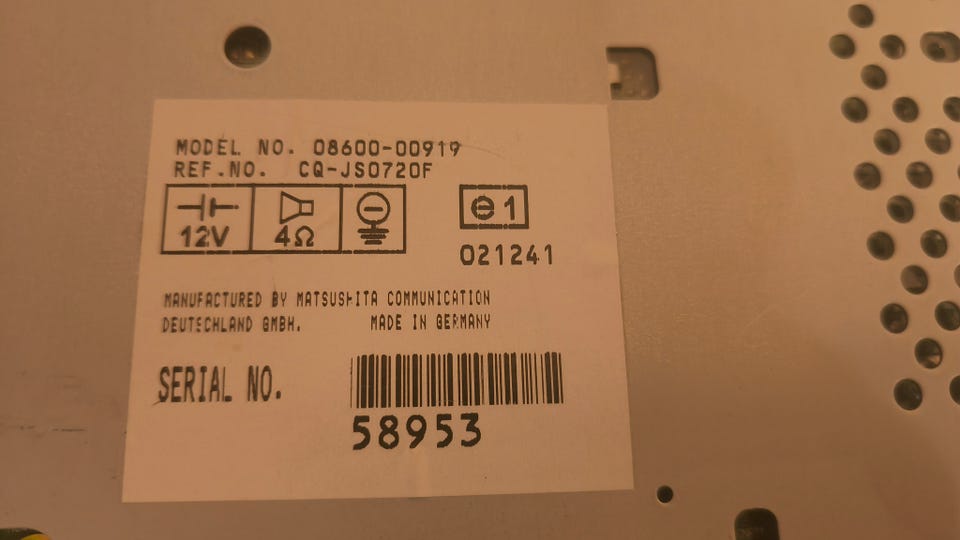 MODEL NO. 08600-00919
REF.NO. CQ-JS0720F
12V 4Ω
e 1
021241
MANUFACTURED BY MATSUSHITA COMMUNICATION
DEUTSCHLAND GMBH. MADE IN GERMANY
SERIAL NO.
58953